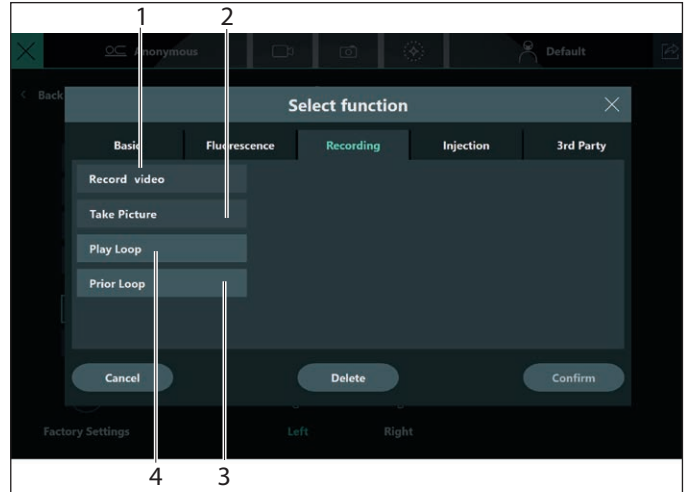 1 2
Anonymous Default
Back
Select function
Basic Fluorescence Recording Injection 3rd Party
Record video
Take Picture
Play Loop
Prior Loop
Cancel Delete Confirm
Factory Settings Left Right
4 3